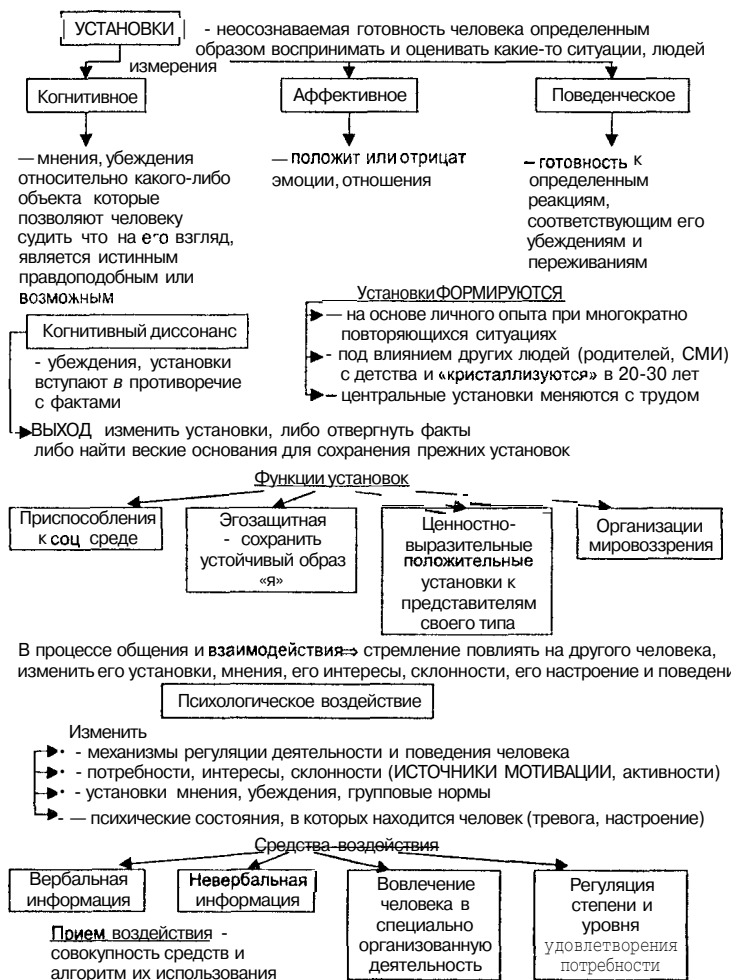 УСТАНОВКИ - неосознаваемая готовность человека определенным
образом воспринимать и оценивать какие-то ситуации, людей
измерения
Когнитивное
Аффективное
Поведенческое
— мнения, убеждения
относительно какого-либо
объекта которые
позволяют человеку
судить что на его взгляд,
является истинным
правдоподобным или
возможным
— положит или отрицат
эмоции, отношения
– готовность к
определенным
реакциям,
соответствующим его
убеждениям и
переживаниям
Когнитивный диссонанс
- убеждения, установки
вступают в противоречие
с фактами
Установки ФОРМИРУЮТСЯ
— на основе личного опыта при многократно
повторяющихся ситуациях
- под влиянием других людей (родителей, СМИ)
с детства и «кристаллизуются» в 20-30 лет
– центральные установки меняются с трудом
ВЫХОД изменить установки, либо отвергнуть факты
либо найти веские основания для сохранения прежних установок
Функции установок
Приспособления
к соц среде
Эгозащитная
- сохранить
устойчивый образ
«я»
Ценностно-
выразительные
положительные
установки к
представителям
своего типа
Организации
мировоззрения
В процессе общения и взаимодействия⇒ стремление повлиять на другого человека,
изменить его установки, мнения, его интересы, склонности, его настроение и поведени
Психологическое воздействие
Изменить
· - механизмы регуляции деятельности и поведения человека
· - потребности, интересы, склонности (ИСТОЧНИКИ МОТИВАЦИИ, активности)
· - установки мнения, убеждения, групповые нормы
- — психические состояния, в которых находится человек (тревога, настроение)
Средства воздействия
Вербальная
информация
Невербальная
информация
Вовлечение
человека в
специально
организованную
деятельность
Регуляция
степени и
уровня
удовлетворения
потребности
Прием воздействия -
совокупность средств и
алгоритм их использования